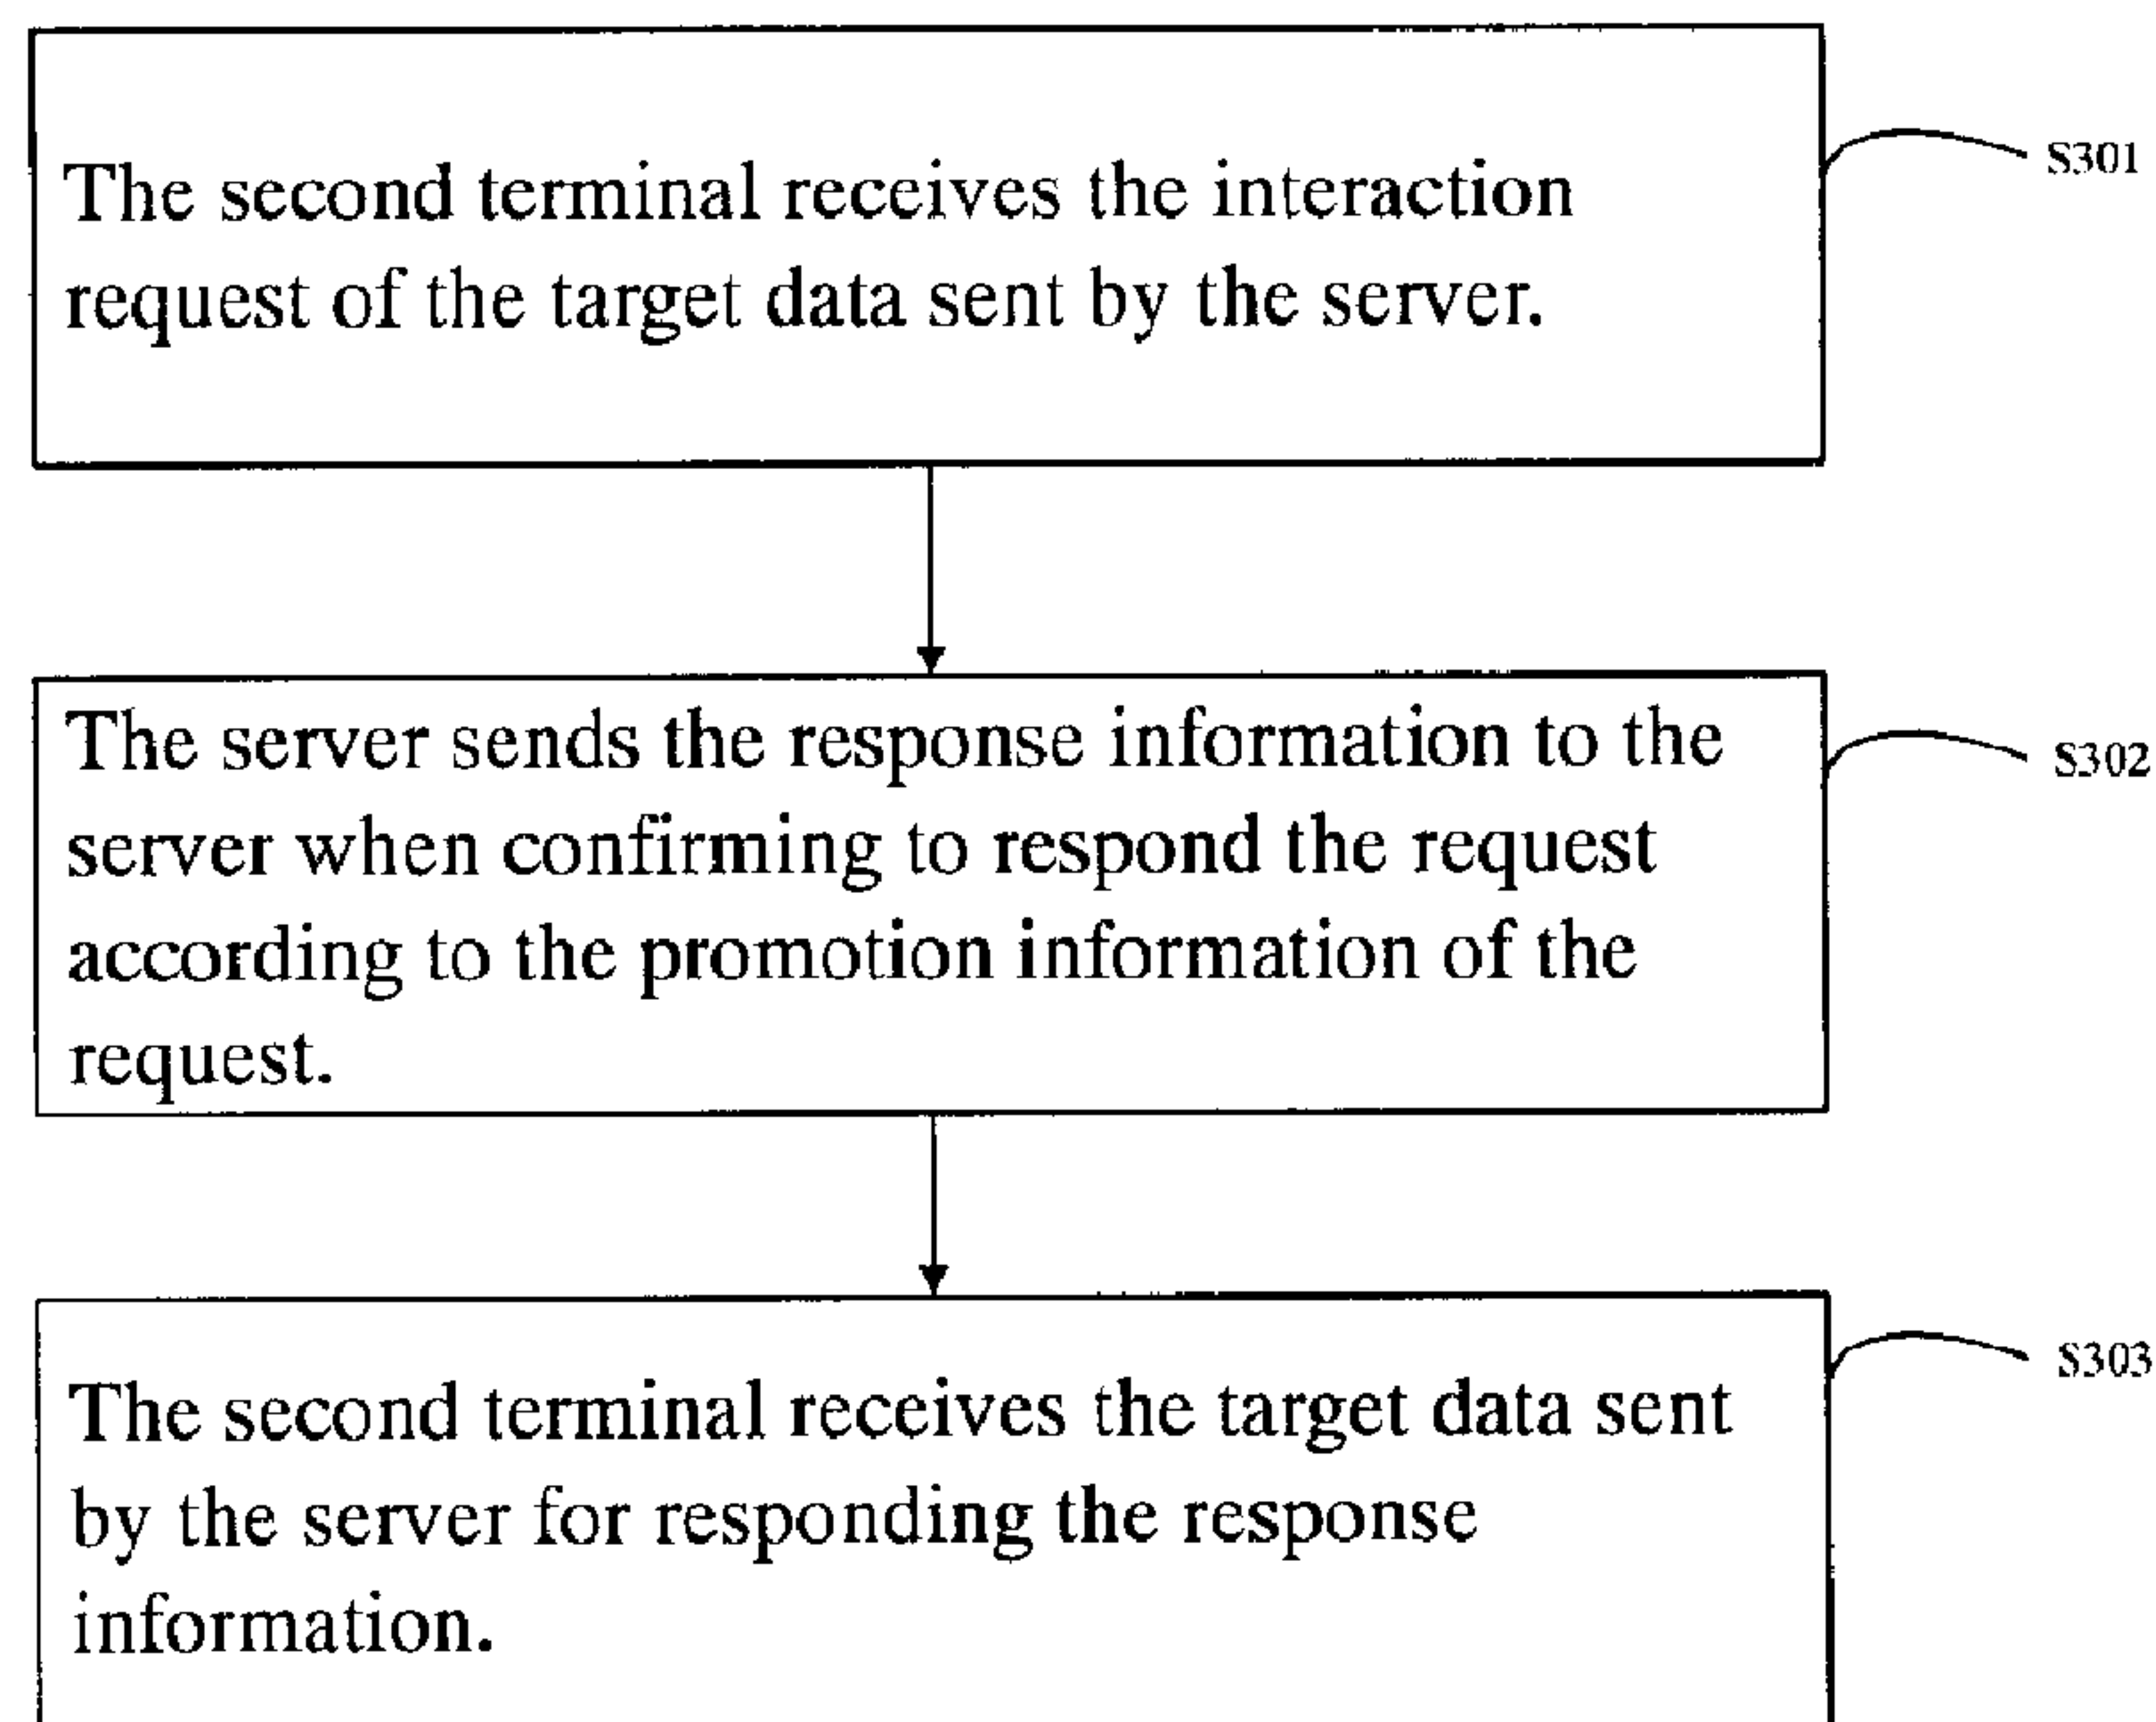 The second terminal receives the interaction
request of the target data sent by the server.
S301
The server sends the response information to the
server when confirming to respond the request
according to the promotion information of the
request.
S302
The second terminal receives the target data sent
by the server for responding the response
information.
S303